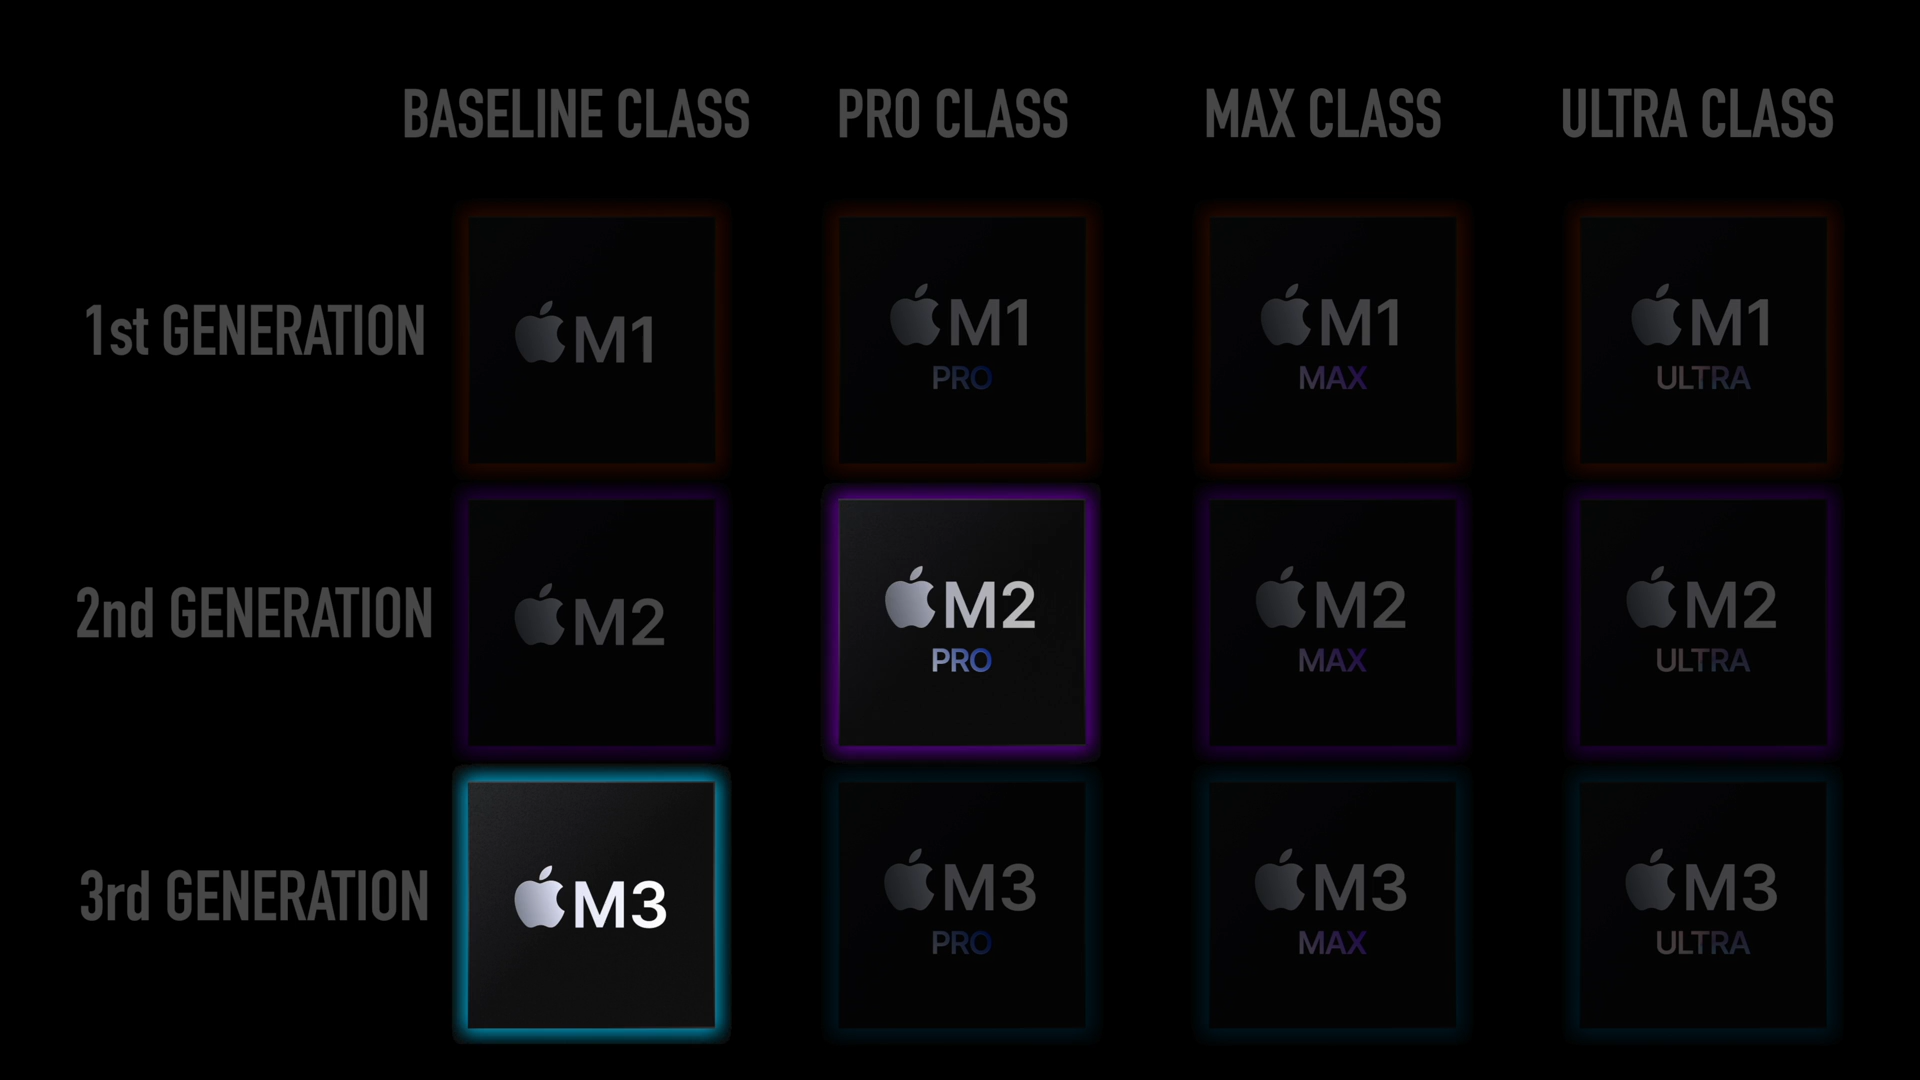 BASELINE CLASS PRO CLASS MAX CLASS ULTRA CLASS
1st GENERATION
M1
M1
PRO
M1
MAX
M1
ULTRA
2nd GENERATION
M2
M2
PRO
M2
MAX
M2
ULTRA
3rd GENERATION
M3
M3
PRO
M3
MAX
M3
ULTRA